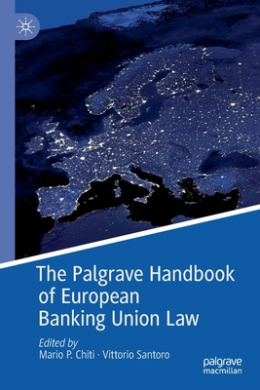 The Palgrave Handbook
of European
Banking Union Law
Edited by
Mario P. Chiti · Vittorio Santoro
palgrave
macmillan